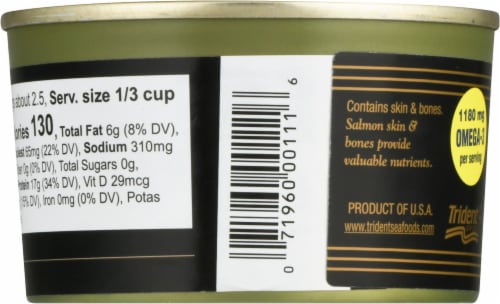 about 2.5, Serv. size 1/3 cup
130, Total Fat 6g (8% DV),
(22% DV), Sodium 310mg
0g (0% DV), Total Sugars 0g,
17g (34% DV), Vit D 29mcg
DV), Iron 0mg (0% DV), Potas
0 71960 00111 6
Contains skin & bones.
Salmon skin &
bones provide
valuable nutrients.
PRODUCT OF U.S.A.
www.tridentseafoods.com
1180 mg
OMEGA-3
per serving
Trident